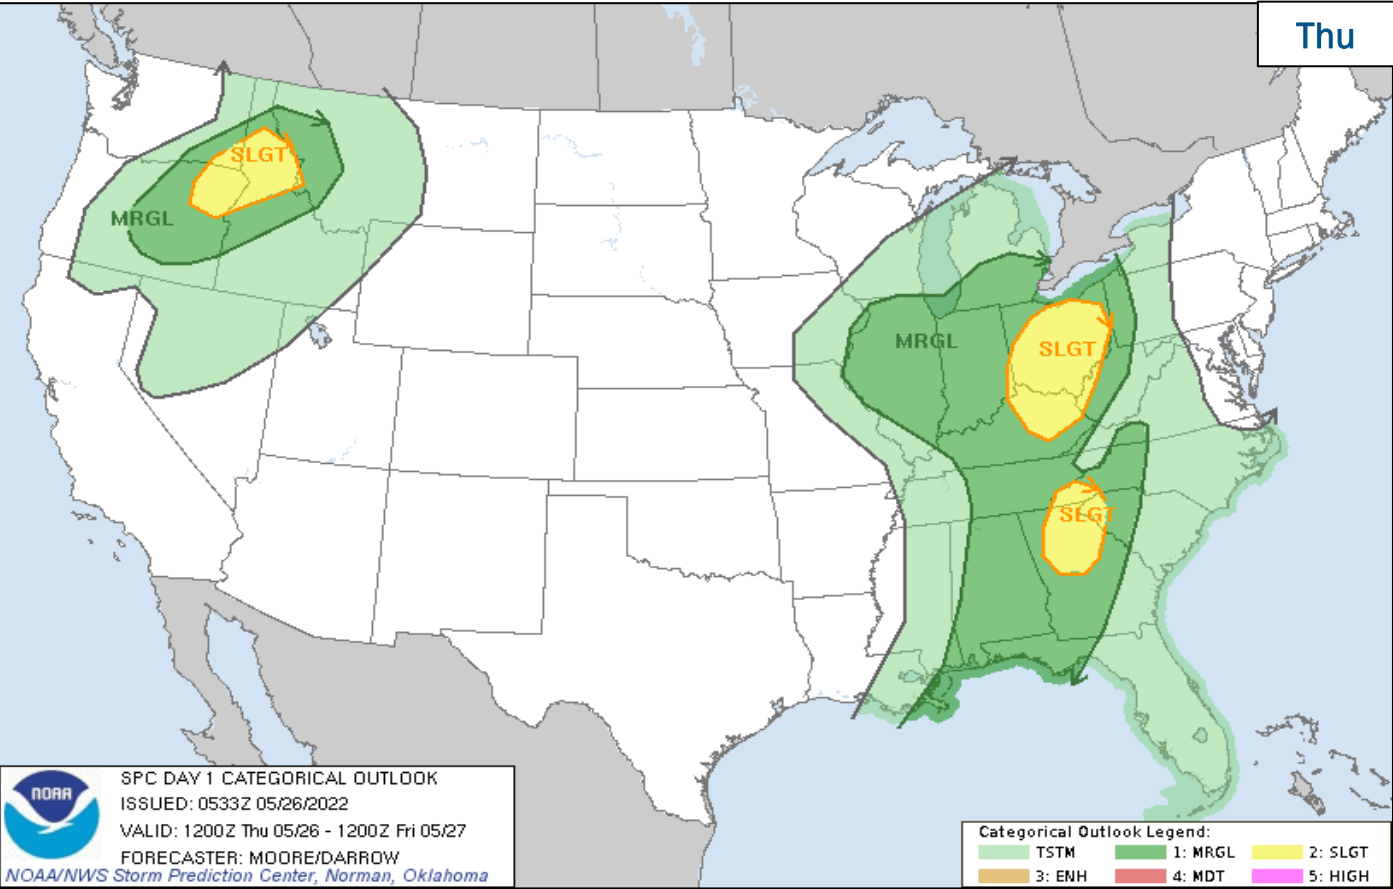 Thu
SLGT
MRGL
MRGL
SLGT
SLGT
NOAA
SPC DAY 1 CATEGORICAL OUTLOOK
ISSUED: 0533Z 05/26/2022
VALID: 1200Z Thu 05/26 - 1200Z Fri 05/27
FORECASTER: MOORE/DARROW
NOAA/NWS Storm Prediction Center, Norman, Oklahoma
Categorical Outlook Legend:
TSTM 1: MRGL 2: SLGT
3: ENH 4: MDT 5: HIGH